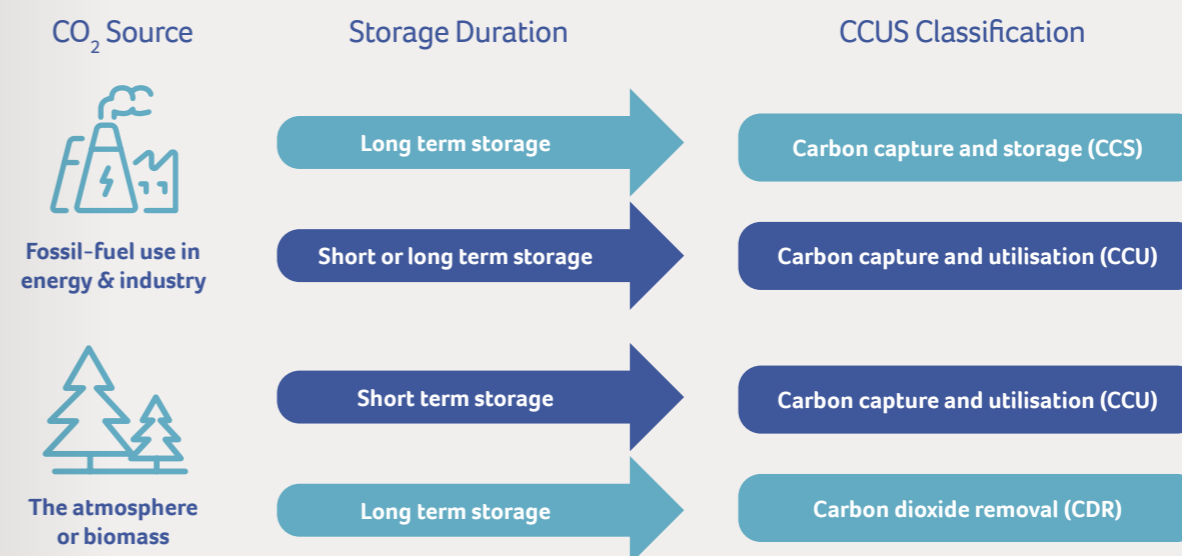 CO₂ Source
Storage Duration
CCUS Classification
Long term storage
Carbon capture and storage (CCS)
Fossil-fuel use in
energy & industry
Short or long term storage
Carbon capture and utilisation (CCU)
Short term storage
Carbon capture and utilisation (CCU)
The atmosphere
or biomass
Long term storage
Carbon dioxide removal (CDR)